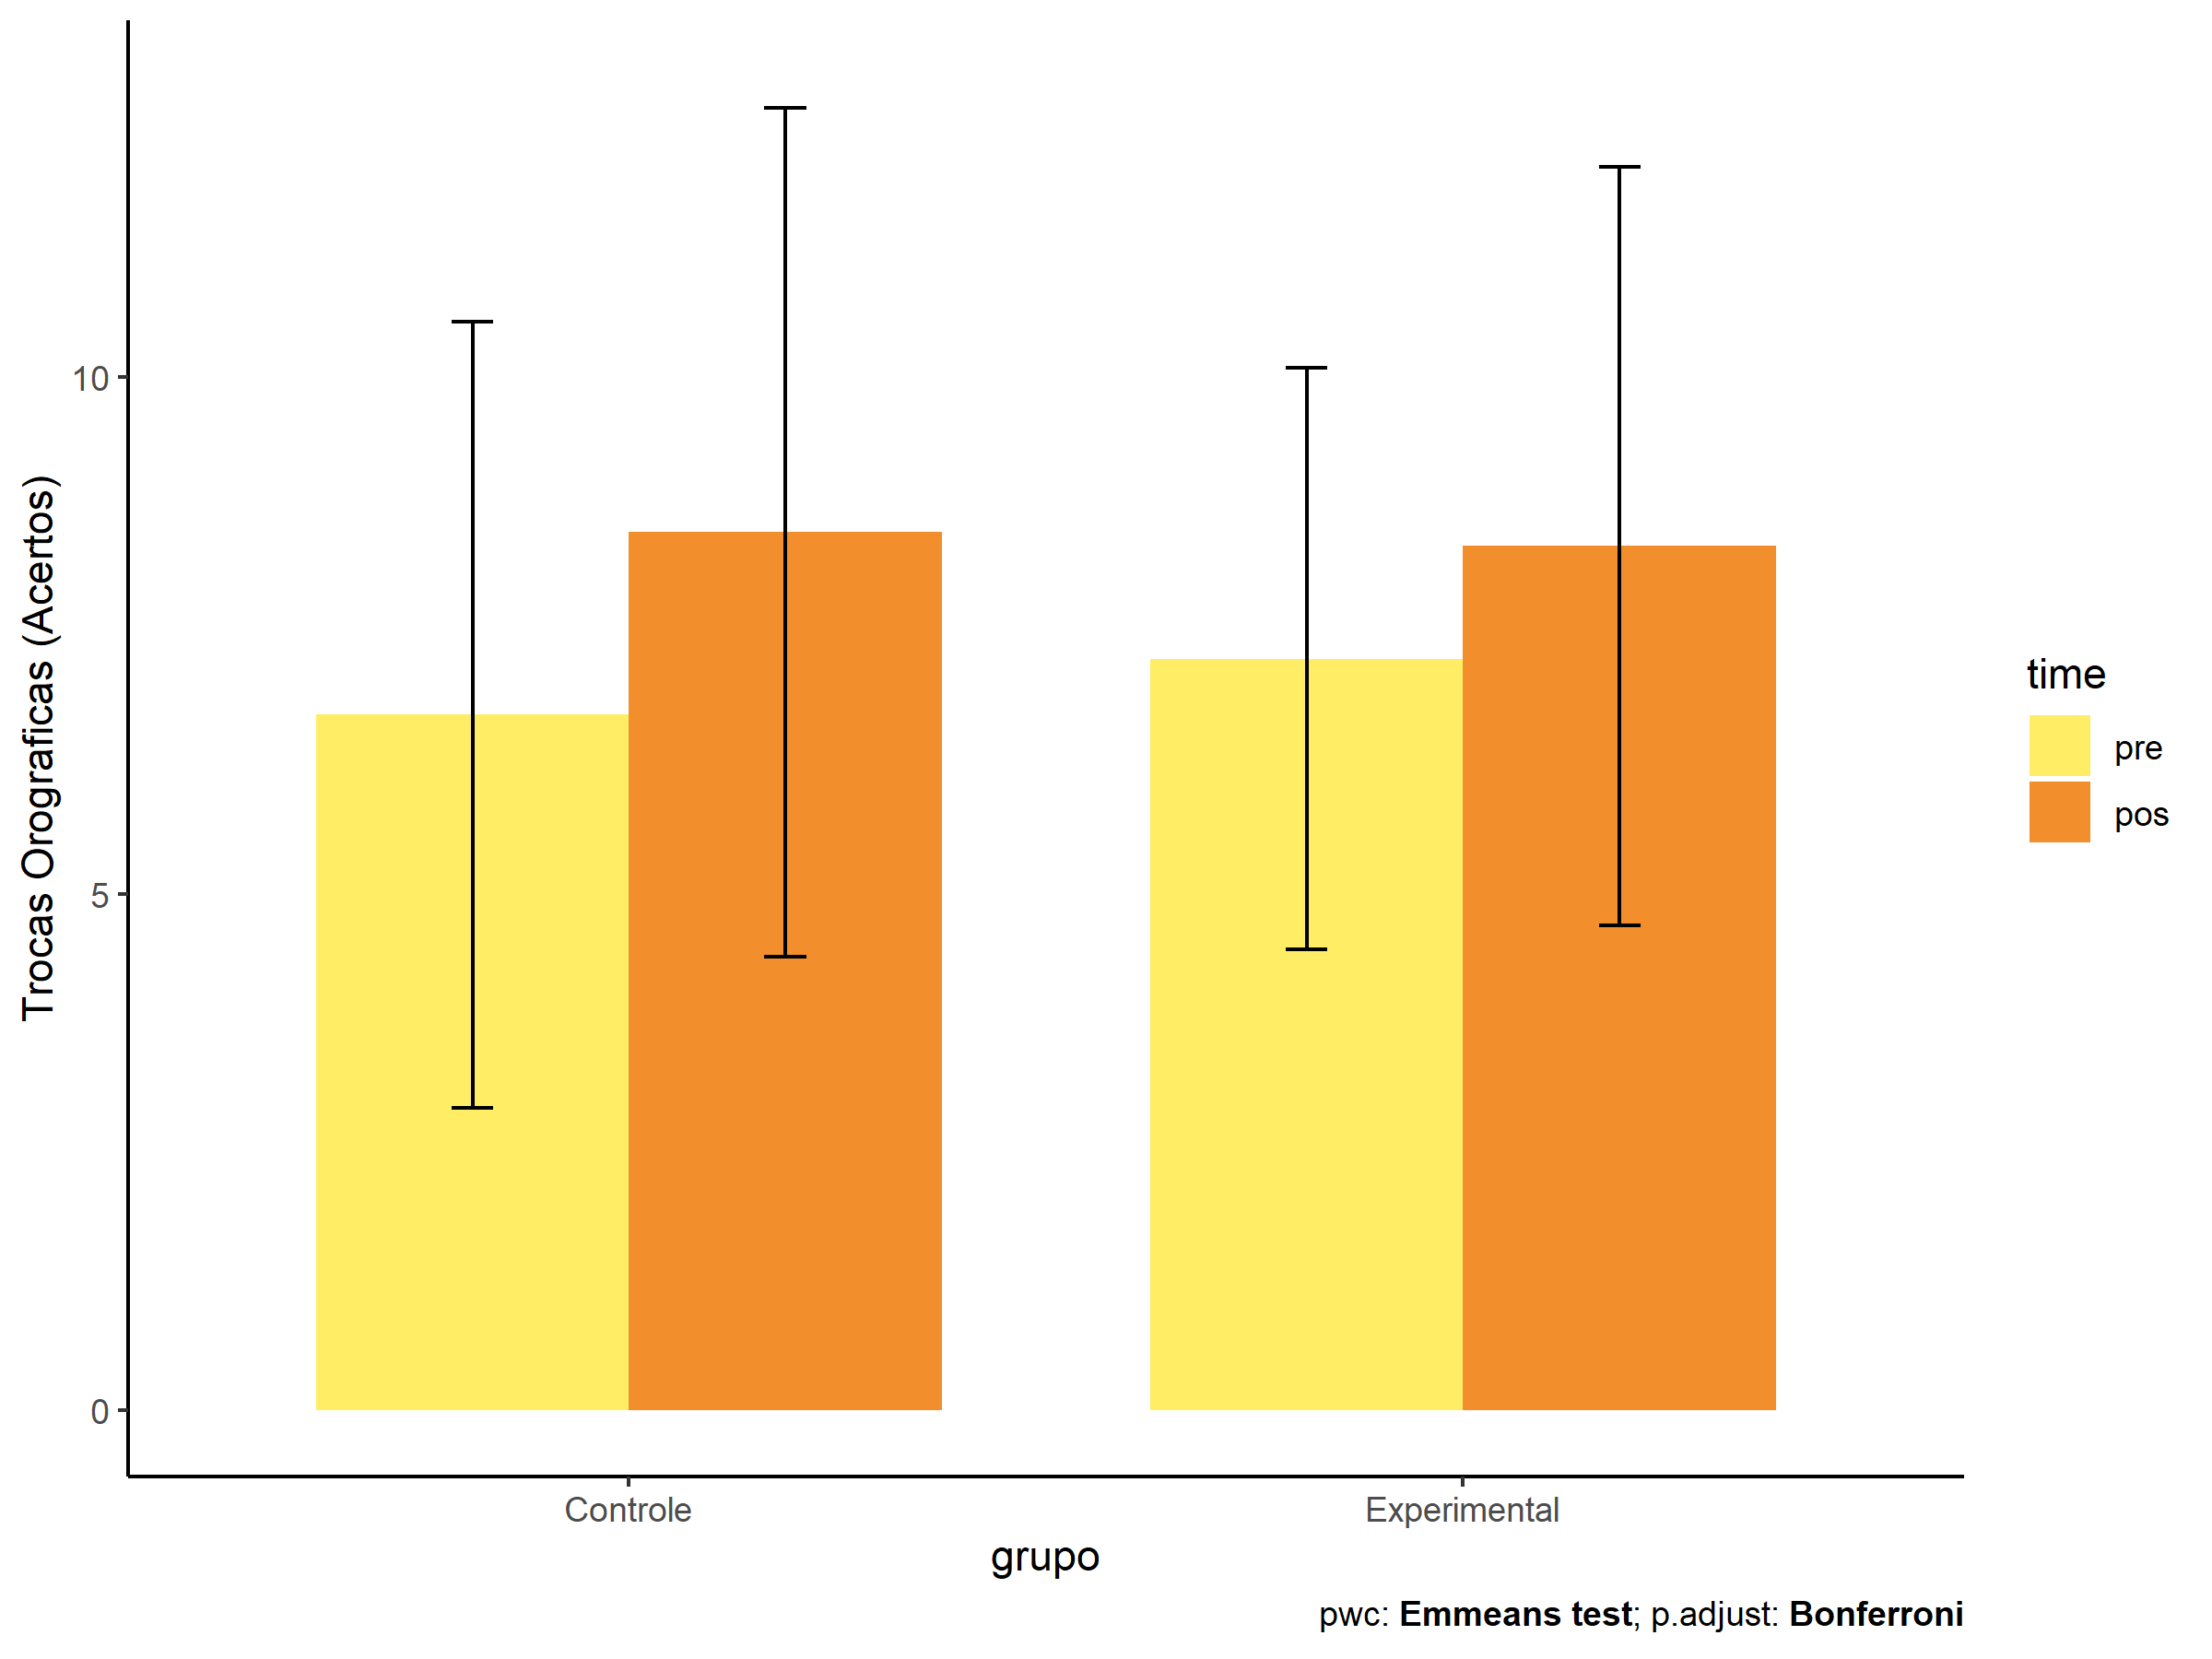 Trocas Orograficas (Acertos)
10
5
0
Controle
Experimental
grupo
time
pre
pos
pwc: Emmeans test; p.adjust: Bonferroni